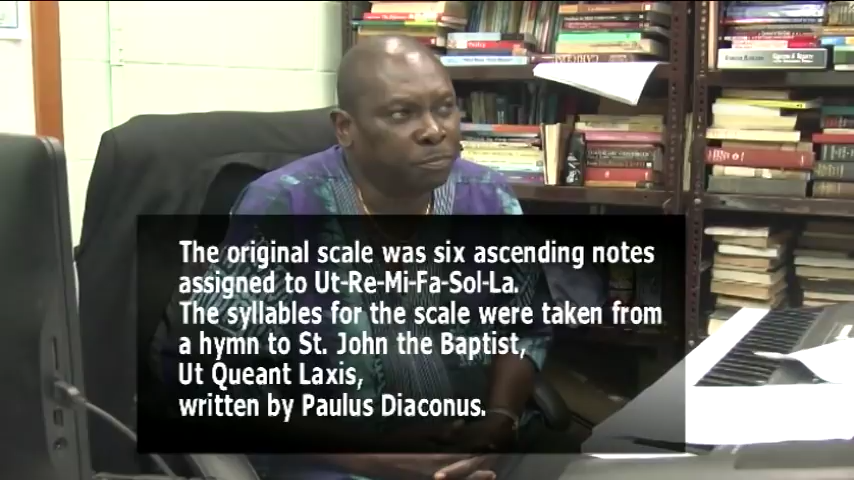 The original scale was six ascending notes
assigned to Ut-Re-Mi-Fa-Sol-La.
The syllables for the scale were taken from
a hymn to St. John the Baptist,
Ut Queant Laxis,
written by Paulus Diaconus.